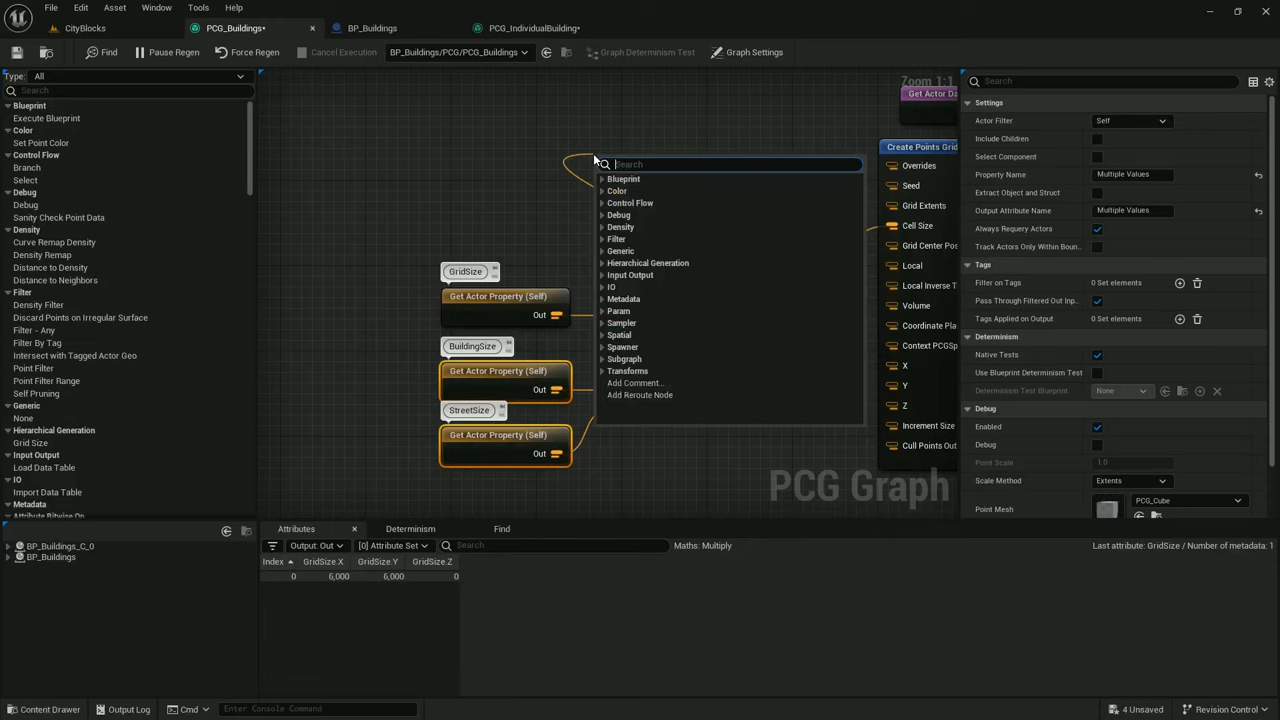 File Edit Asset Window Tools Help
CityBlocks PCG_Buildings* BP_Buildings PCG_IndividualBuilding*
Find Pause Regen Force Regen Cancel Execution BP_Buildings/PCG/PCG_Buildings Graph Determinism Test Graph Settings
Type: All
Search
Blueprint
Execute Blueprint
Color
Set Point Color
Control Flow
Branch
Select
Debug
Debug
Sanity Check Point Data
Density
Curve Remap Density
Density Remap
Distance to Density
Distance to Neighbors
Filter
Density Filter
Discard Points on Irregular Surface
Filter - Any
Filter By Tag
Intersect with Tagged Actor Geo
Point Filter
Point Filter Range
Self Pruning
Generic
None
Hierarchical Generation
Grid Size
Input Output
Load Data Table
IO
Import Data Table
Metadata
Attribute Bitwise Op
BP_Buildings_C_0
BP_Buildings
Zoom 1:1
Get Actor Da
GridSize
Get Actor Property (Self)
Out
BuildingSize
Get Actor Property (Self)
Out
StreetSize
Get Actor Property (Self)
Out
Search
Blueprint
Color
Control Flow
Debug
Density
Filter
Generic
Hierarchical Generation
Input Output
IO
Metadata
Param
Sampler
Spatial
Spawner
Subgraph
Transforms
Add Comment...
Add Reroute Node
Create Points Grid
Overrides
Seed
Grid Extents
Cell Size
Grid Center Pos
Local
Local Inverse T
Volume
Coordinate Pla
Context PCGSp
X
Y
Z
Increment Size
Cull Points Out
PCG Graph
Search
Settings
Actor Filter Self
Include Children
Select Component
Property Name Multiple Values
Extract Object and Struct
Output Attribute Name Multiple Values
Always Requery Actors
Track Actors Only Within Boun..
Tags
Filter on Tags 0 Set elements
Pass Through Filtered Out Inp..
Tags Applied on Output 0 Set elements
Determinism
Native Tests
Use Blueprint Determinism Test
Determinism Test Blueprint None
Debug
Enabled
Debug
Point Scale 1.0
Scale Method Extents
Point Mesh PCG_Cube
Attributes Determinism Find
Output: Out [0] Attribute Set Search Maths: Multiply Last attribute: GridSize / Number of metadata: 1
Index GridSize.X GridSize.Y GridSize.Z
0 6,000 6,000 0
Content Drawer Output Log Cmd Enter Console Command 4 Unsaved Revision Control